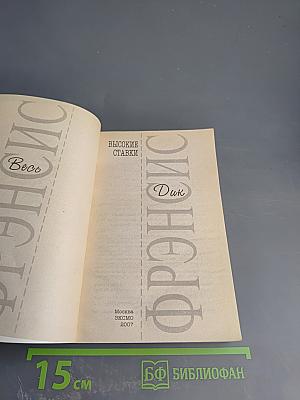 ФРЭНСИС
Весь
ВЫСОКИЕ
СТАВКИ
ФРЭНСИС
Дик
Москва
ЭКСМО
2007
15 см
БФ БИБЛИОФАН